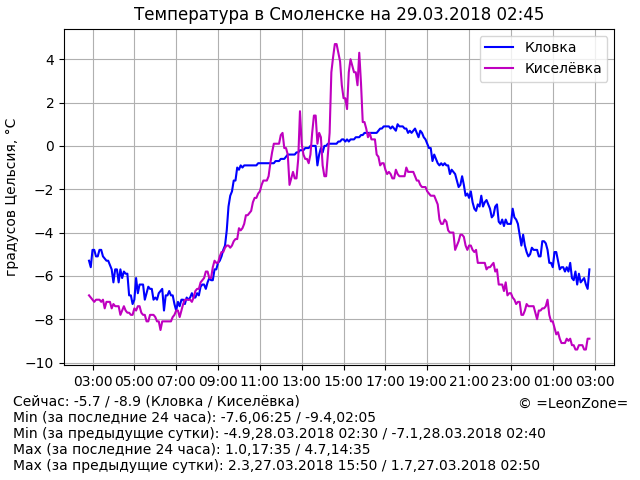 Температура в Смоленске на 29.03.2018 02:45
Кловка
Киселёвка
градусов Цельсия, °C
4
2
0
−2
−4
−6
−8
−10
03:00 05:00 07:00 09:00 11:00 13:00 15:00 17:00 19:00 21:00 23:00 01:00 03:00
Сейчас: -5.7 / -8.9 (Кловка / Киселёвка)
© =LeonZone=
Min (за последние 24 часа): -7.6,06:25 / -9.4,02:05
Min (за предыдущие сутки): -4.9,28.03.2018 02:30 / -7.1,28.03.2018 02:40
Max (за последние 24 часа): 1.0,17:35 / 4.7,14:35
Max (за предыдущие сутки): 2.3,27.03.2018 15:50 / 1.7,27.03.2018 02:50